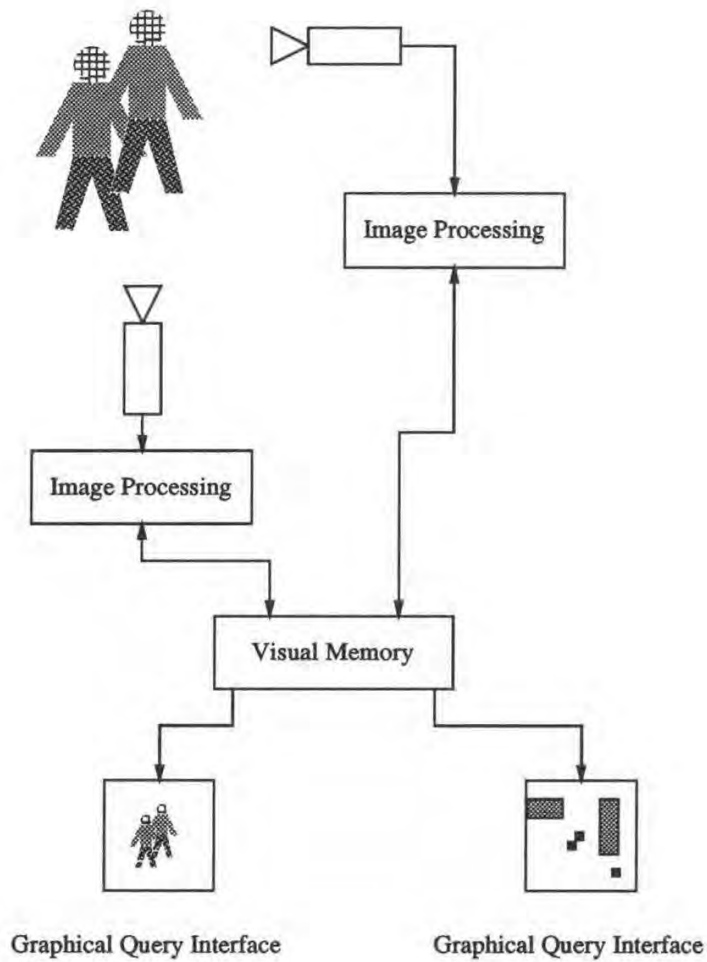 Image Processing
Image Processing
Visual Memory
Graphical Query Interface
Graphical Query Interface